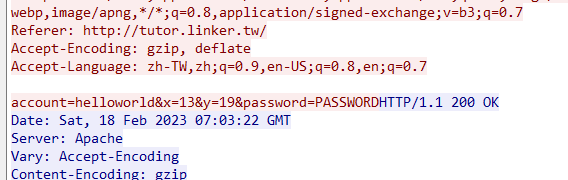 webp,image/apng,*/*;q=0.8,application/signed-exchange;v=b3;q=0.7
Referer: http://tutor.linker.tw/
Accept-Encoding: gzip, deflate
Accept-Language: zh-TW,zh;q=0.9,en-US;q=0.8,en;q=0.7
account=helloworld&x=13&y=19&password=PASSWORDHTTP/1.1 200 OK
Date: Sat, 18 Feb 2023 07:03:22 GMT
Server: Apache
Vary: Accept-Encoding
Content-Encoding: gzip